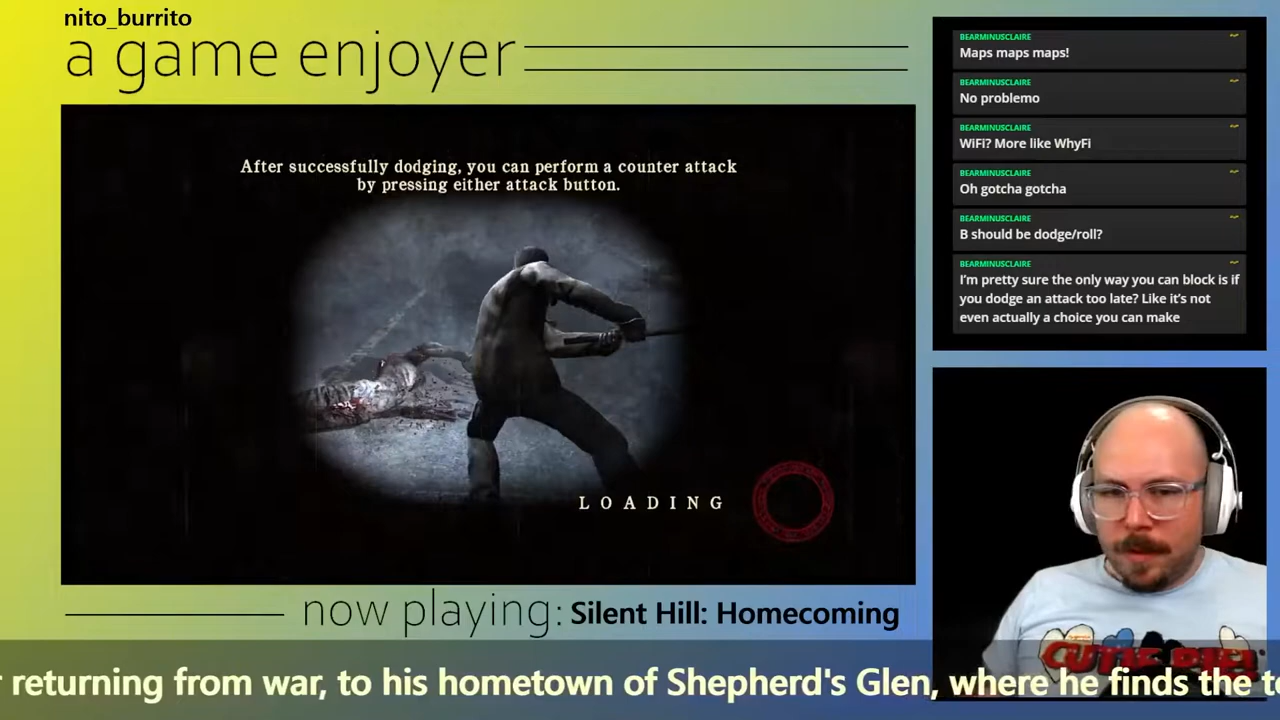 nito_burrito
a game enjoyer
After successfully dodging, you can perform a counter attack
by pressing either attack button.
LOADING
now playing: Silent Hill: Homecoming
returning from war, to his hometown of Shepherd's Glen, where he finds the
BEARMINUSCLAIRE
Maps maps maps!
BEARMINUSCLAIRE
No problemo
BEARMINUSCLAIRE
WiFi? More like WhyFi
BEARMINUSCLAIRE
Oh gotcha gotcha
BEARMINUSCLAIRE
B should be dodge/roll?
BEARMINUSCLAIRE
I'm pretty sure the only way you can block is if
you dodge an attack too late? Like it's not
even actually a choice you can make
CUTIE